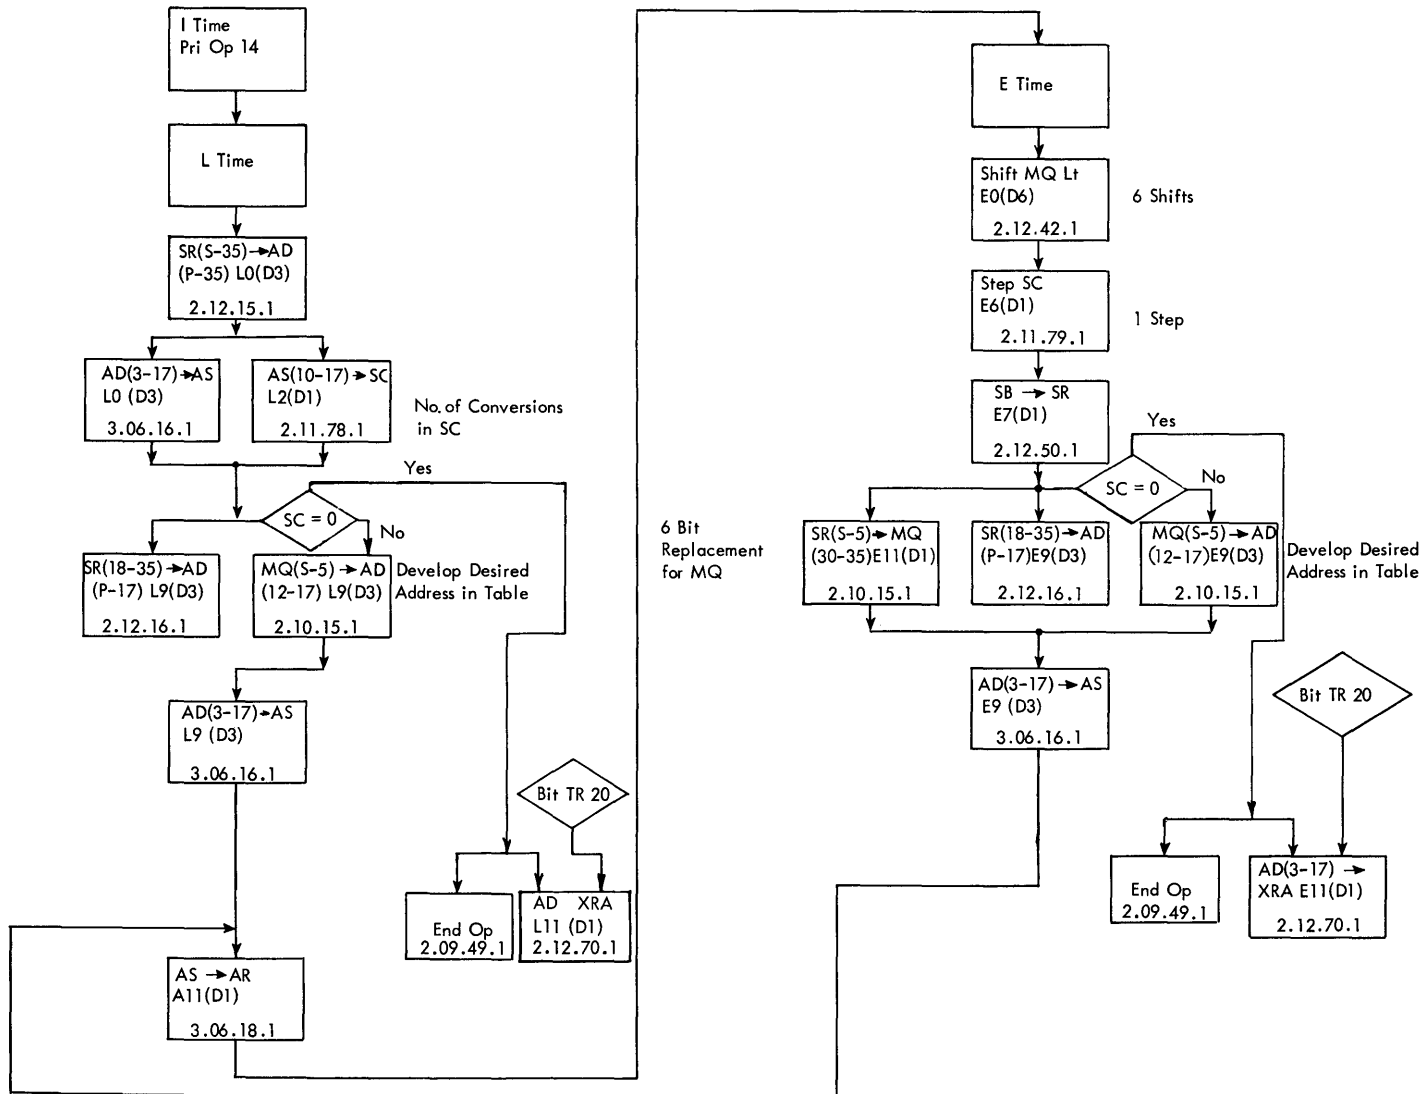 I Time
Pri Op 14
L Time
SR(S-35)→AD
(P-35) L0(D3)
2.12.15.1
AD(3-17)→AS
L0 (D3)
3.06.16.1
AS(10-17)→SC
L2(D1)
2.11.78.1
No. of Conversions
in SC
Yes
SC = 0
No
SR(18-35)→AD
(P-17) L9(D3)
2.12.16.1
MQ(S-5) → AD
(12-17) L9(D3)
2.10.15.1
Develop Desired
Address in Table
AD(3-17)→AS
L9 (D3)
3.06.16.1
Bit TR 20
End Op
2.09.49.1
AD XRA
L11 (D1)
2.12.70.1
AS → AR
A11(D1)
3.06.18.1
E Time
Shift MQ Lt
E0(D6)
2.12.42.1
6 Shifts
Step SC
E6(D1)
2.11.79.1
1 Step
SB → SR
E7(D1)
2.12.50.1
Yes
SC = 0
No
6 Bit
Replacement
for MQ
SR(S-5)→MQ
(30-35)E11(D1)
2.10.15.1
SR(18-35)→AD
(P-17)E9(D3)
2.12.16.1
MQ(S-5)→AD
(12-17)E9(D3)
2.10.15.1
Develop Desired
Address in Table
AD(3-17)→AS
E9 (D3)
3.06.16.1
Bit TR 20
End Op
2.09.49.1
AD(3-17) →
XRA E11(D1)
2.12.70.1